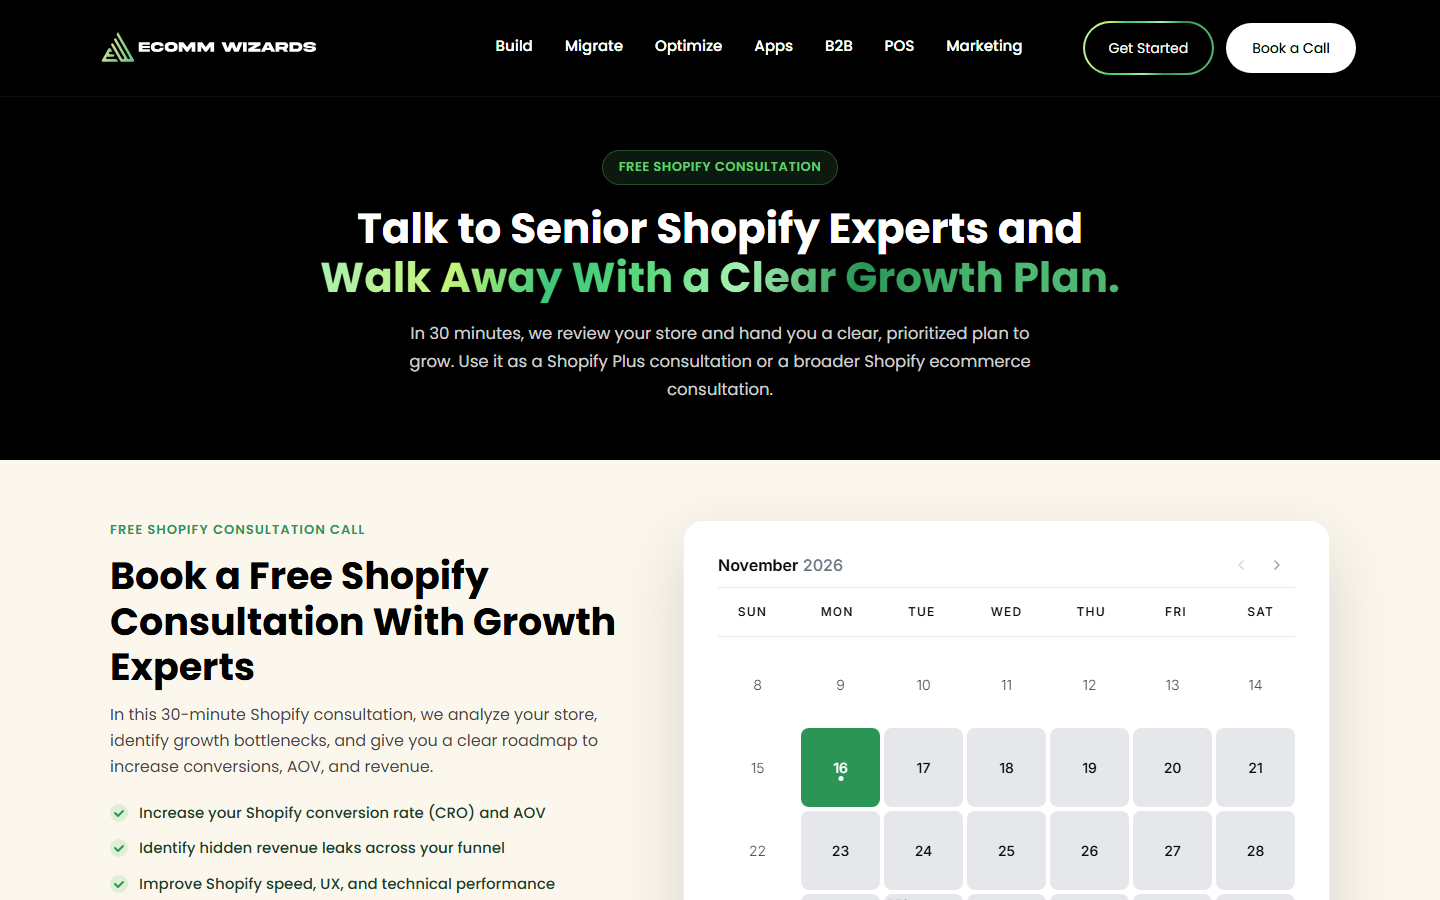 ECOMM WIZARDS
Build
Migrate
Optimize
Apps
B2B
POS
Marketing
Get Started
Book a Call
FREE SHOPIFY CONSULTATION
Talk to Senior Shopify Experts and
Walk Away With a Clear Growth Plan.
In 30 minutes, we review your store and hand you a clear, prioritized plan to
grow. Use it as a Shopify Plus consultation or a broader Shopify ecommerce
consultation.
FREE SHOPIFY CONSULTATION CALL
Book a Free Shopify
Consultation With Growth
Experts
In this 30-minute Shopify consultation, we analyze your store,
identify growth bottlenecks, and give you a clear roadmap to
increase conversions, AOV, and revenue.
Increase your Shopify conversion rate (CRO) and AOV
Identify hidden revenue leaks across your funnel
Improve Shopify speed, UX, and technical performance
November 2026
SUN MON TUE WED THU FRI SAT
8 9 10 11 12 13 14
15 16 17 18 19 20 21
22 23 24 25 26 27 28